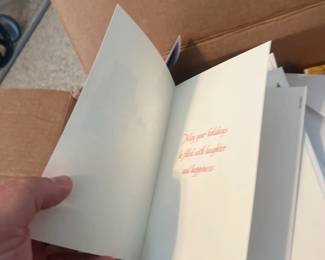 May your holidays
be filled with laughter
and happiness